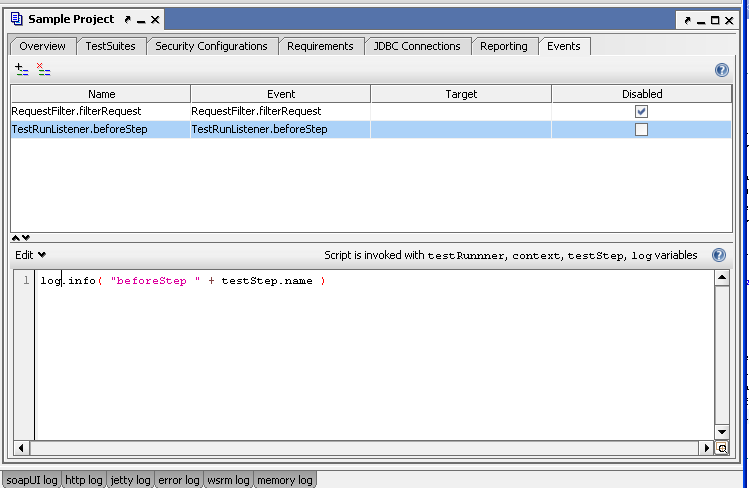 Sample Project
Overview TestSuites Security Configurations Requirements JDBC Connections Reporting Events
Name Event Target Disabled
RequestFilter.filterRequest RequestFilter.filterRequest
TestRunListener.beforeStep TestRunListener.beforeStep
Edit Script is invoked with testRunnner, context, testStep, log variables
1 log.info( "beforeStep " + testStep.name )
soapUI log http log jetty log error log wsrm log memory log